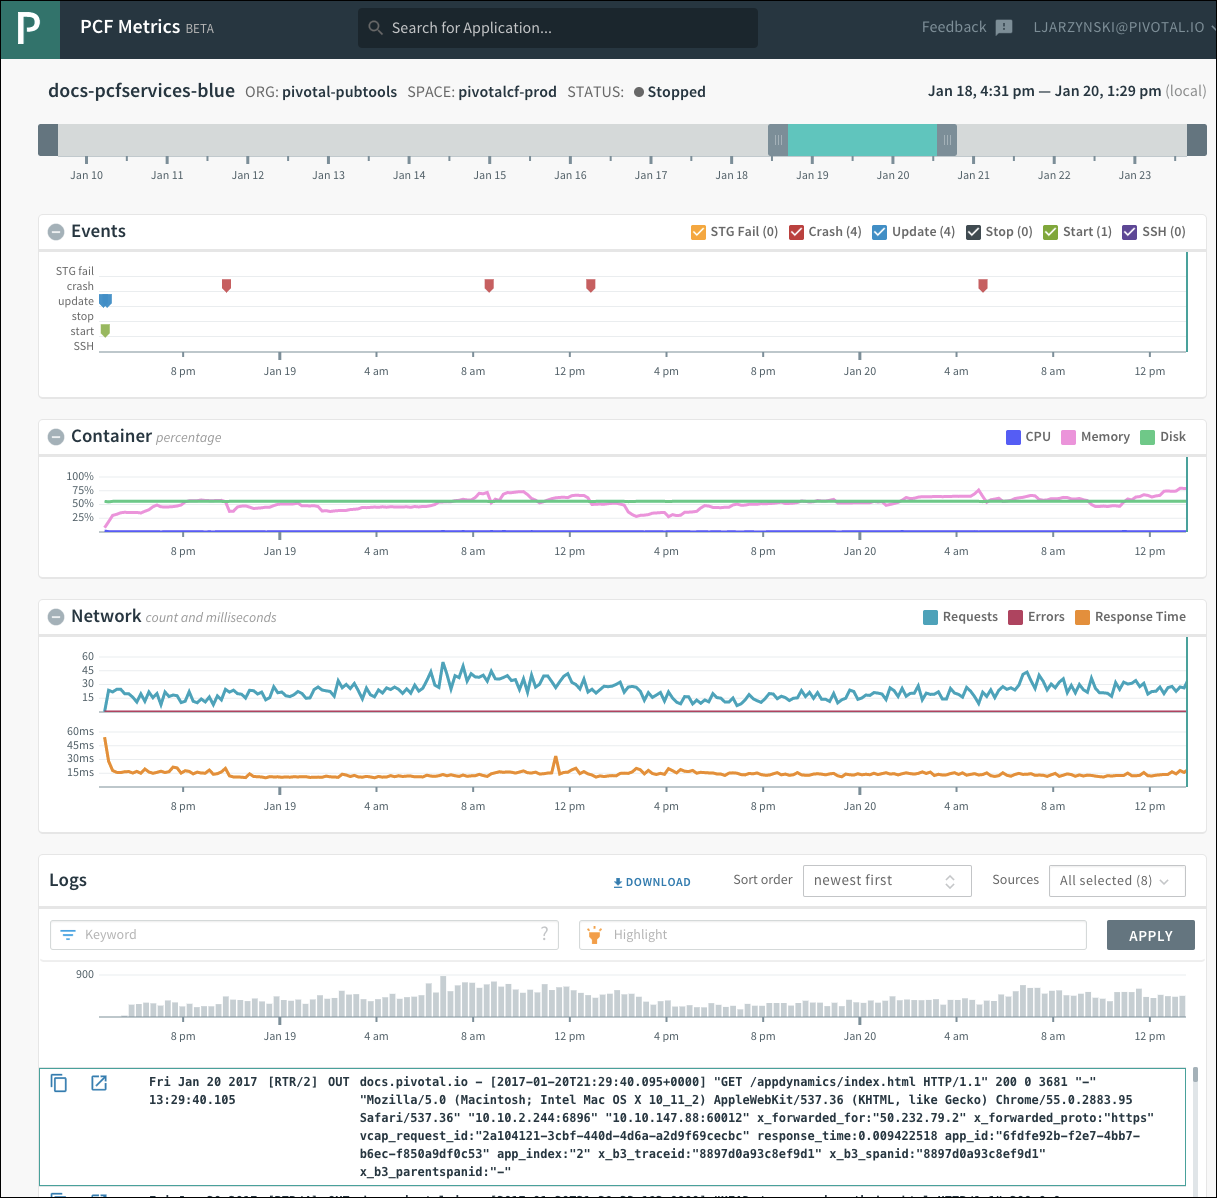 P PCF Metrics BETA Search for Application... Feedback LJARZYNSKI@PIVOTAL.IO
docs-pcfservices-blue ORG: pivotal-pubtools SPACE: pivotalcf-prod STATUS: Stopped Jan 18, 4:31 pm — Jan 20, 1:29 pm (local)
Jan 10 Jan 11 Jan 12 Jan 13 Jan 14 Jan 15 Jan 16 Jan 17 Jan 18 Jan 19 Jan 20 Jan 21 Jan 22 Jan 23
Events STG Fail (0) Crash (4) Update (4) Stop (0) Start (1) SSH (0)
STG fail
crash
update
stop
start
SSH
8 pm Jan 19 4 am 8 am 12 pm 4 pm 8 pm Jan 20 4 am 8 am 12 pm
Container percentage CPU Memory Disk
100%
75%
50%
25%
8 pm Jan 19 4 am 8 am 12 pm 4 pm 8 pm Jan 20 4 am 8 am 12 pm
Network count and milliseconds Requests Errors Response Time
60
45
30
15
60ms
45ms
30ms
15ms
8 pm Jan 19 4 am 8 am 12 pm 4 pm 8 pm Jan 20 4 am 8 am 12 pm
Logs DOWNLOAD Sort order newest first Sources All selected (8)
Keyword ? Highlight APPLY
900
8 pm Jan 19 4 am 8 am 12 pm 4 pm 8 pm Jan 20 4 am 8 am 12 pm
Fri Jan 20 2017 [RTR/2] OUT docs.pivotal.io - [2017-01-20T21:29:40.095+0000] "GET /appdynamics/index.html HTTP/1.1" 200 0 3681 "-"
13:29:40.105 "Mozilla/5.0 (Macintosh; Intel Mac OS X 10_11_2) AppleWebKit/537.36 (KHTML, like Gecko) Chrome/55.0.2883.95
Safari/537.36" "10.10.2.244:6896" "10.10.147.88:60012" x_forwarded_for:"50.232.79.2" x_forwarded_proto:"https"
vcap_request_id:"2a104121-3cbf-440d-4d6a-a2d9f69cecbc" response_time:0.009422518 app_id:"6fdfe92b-f2e7-4bb7-
b6ec-f850a9df0c53" app_index:"2" x_b3_traceid:"8897d0a93c8ef9d1" x_b3_spanid:"8897d0a93c8ef9d1"
x_b3_parentspanid:"-"